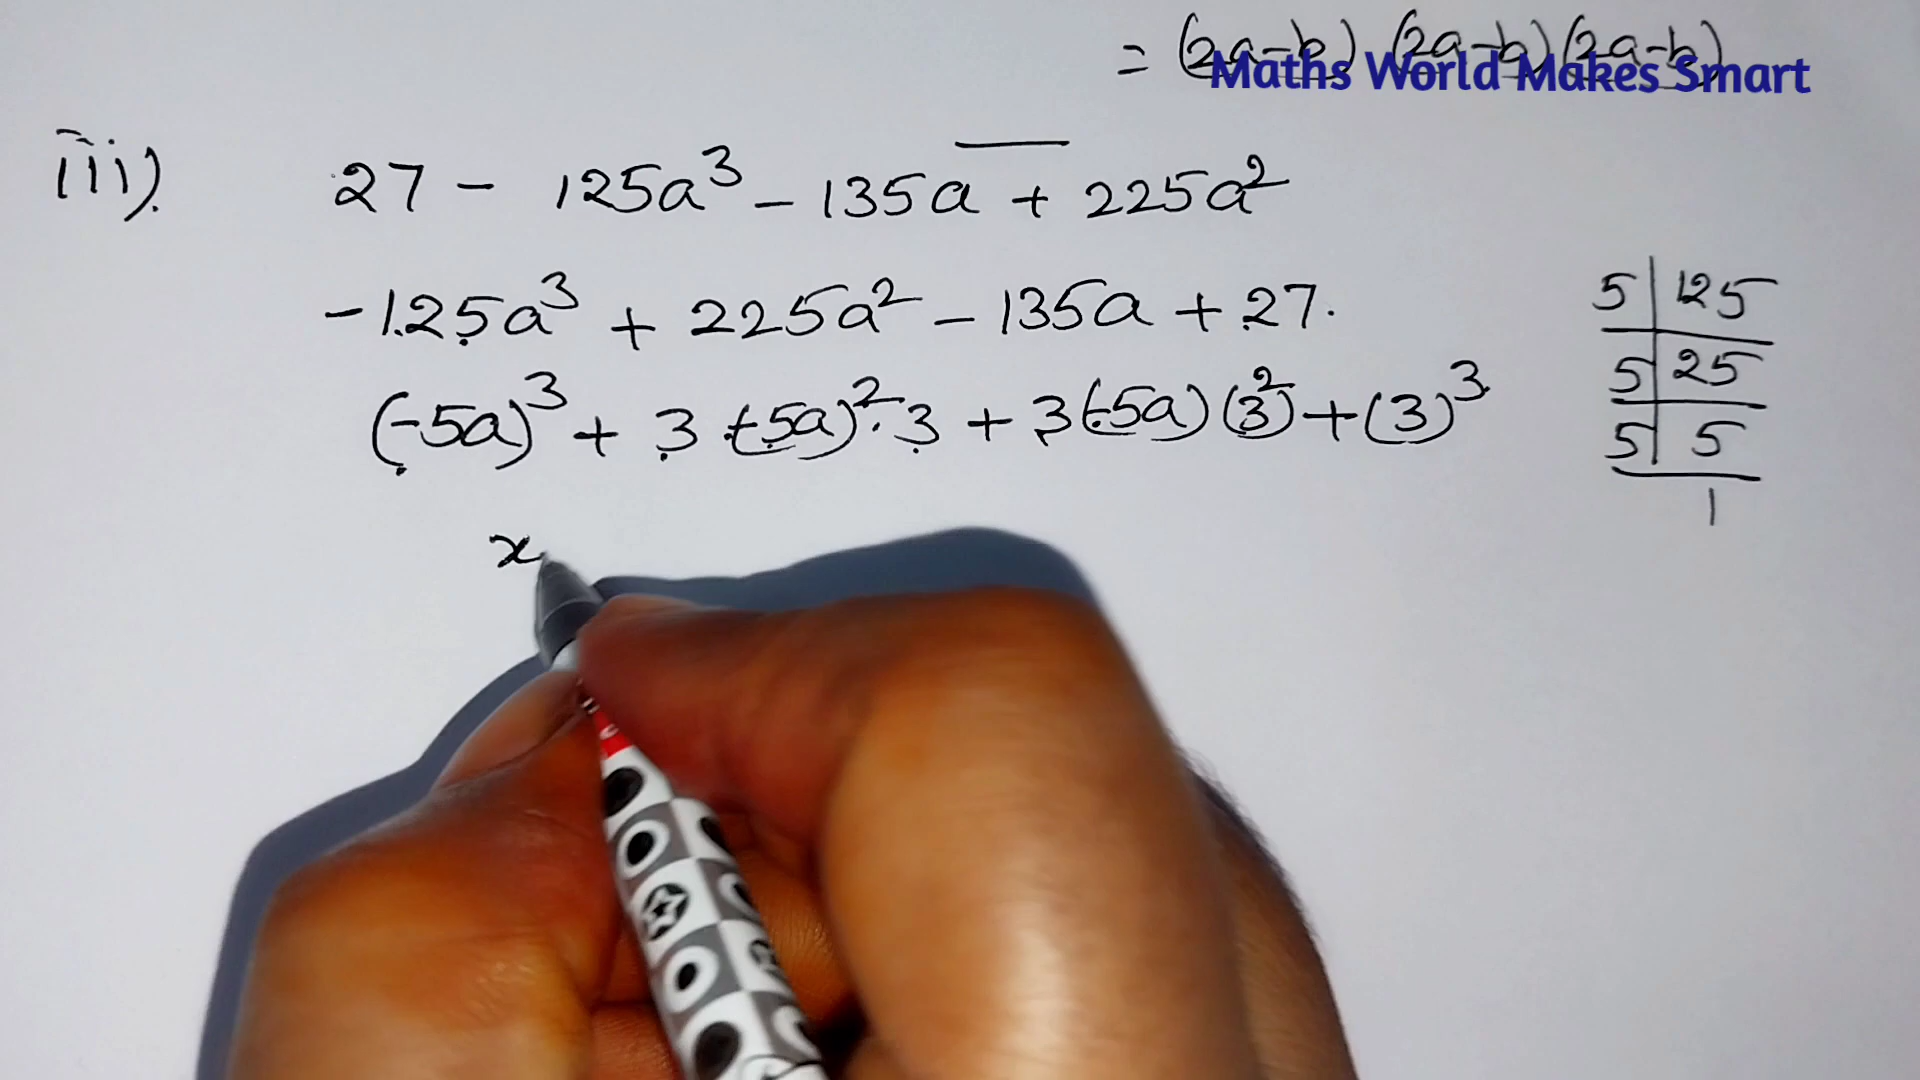 = (2a-b) (2a-b) (2a-b)
Maths World Makes Smart
iii). 27 - 125a³ - 135a + 225a²
-125a³ + 225a² - 135a + 27.
(-5a)³ + 3 (-5a)². 3 + 3(-5a)(3)² + (3)³
5 | 125
5 | 25
5 | 5
1
x